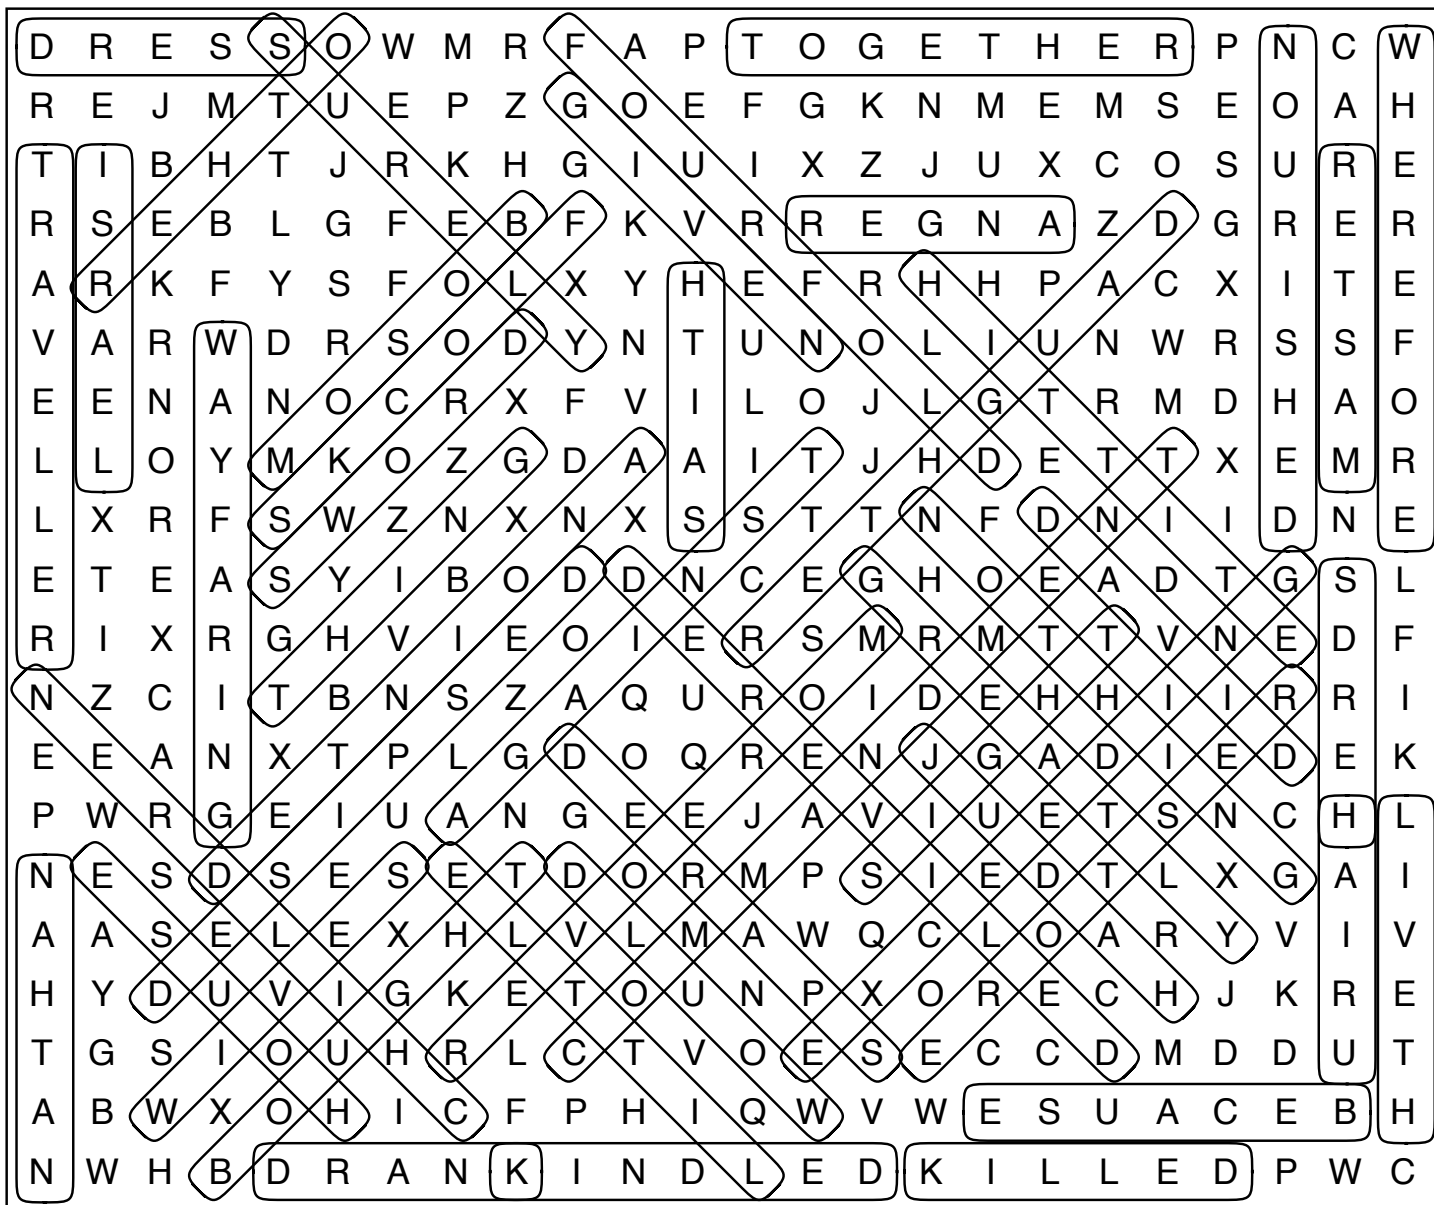 D R E S S O W M R F A P T O G E T H E R P N C W
R E J M T U E P Z G O E F G K N M E M S E O A H
T I B H T J R K H G I U I X Z J U X C O S U R E
R S E B L G F E B F K V R R E G N A Z D G R E R
A R K F Y S F O L X Y H E F R H H P A C X I T E
V A R W D R S O D Y N T U N O L I U N W R S S F
E E N A N O C R X F V I L O J L G T R M D H A O
L L O Y M K O Z G D A A I T J H D E T T X E M R
L X R F S W Z N X N X S S T T N F D N I I D N E
E T E A S Y I B O D D N C E G H O E A D T G S L
R I X R G H V I E O I E R S M R M T T V N E D F
N Z C I T B N S Z A Q U R O I D E H H I I R R I
E E A N X T P L G D O Q R E N J G A D I E D E K
P W R G E I U A N G E E J A V I U E T S N C H L
N E S D S E S E T D O R M P S I E D T L X G A I
A A S E L E X H L V L M A W Q C L O A R Y V I V
H Y D U V I G K E T O U N P X O R E C H J K R E
T G S I O U H R L C T V O E S E C C D M D D U T
A B W X O H I C F P H I Q W V W E S U A C E B H
N W H B D R A N K I N D L E D K I L L E D P W C